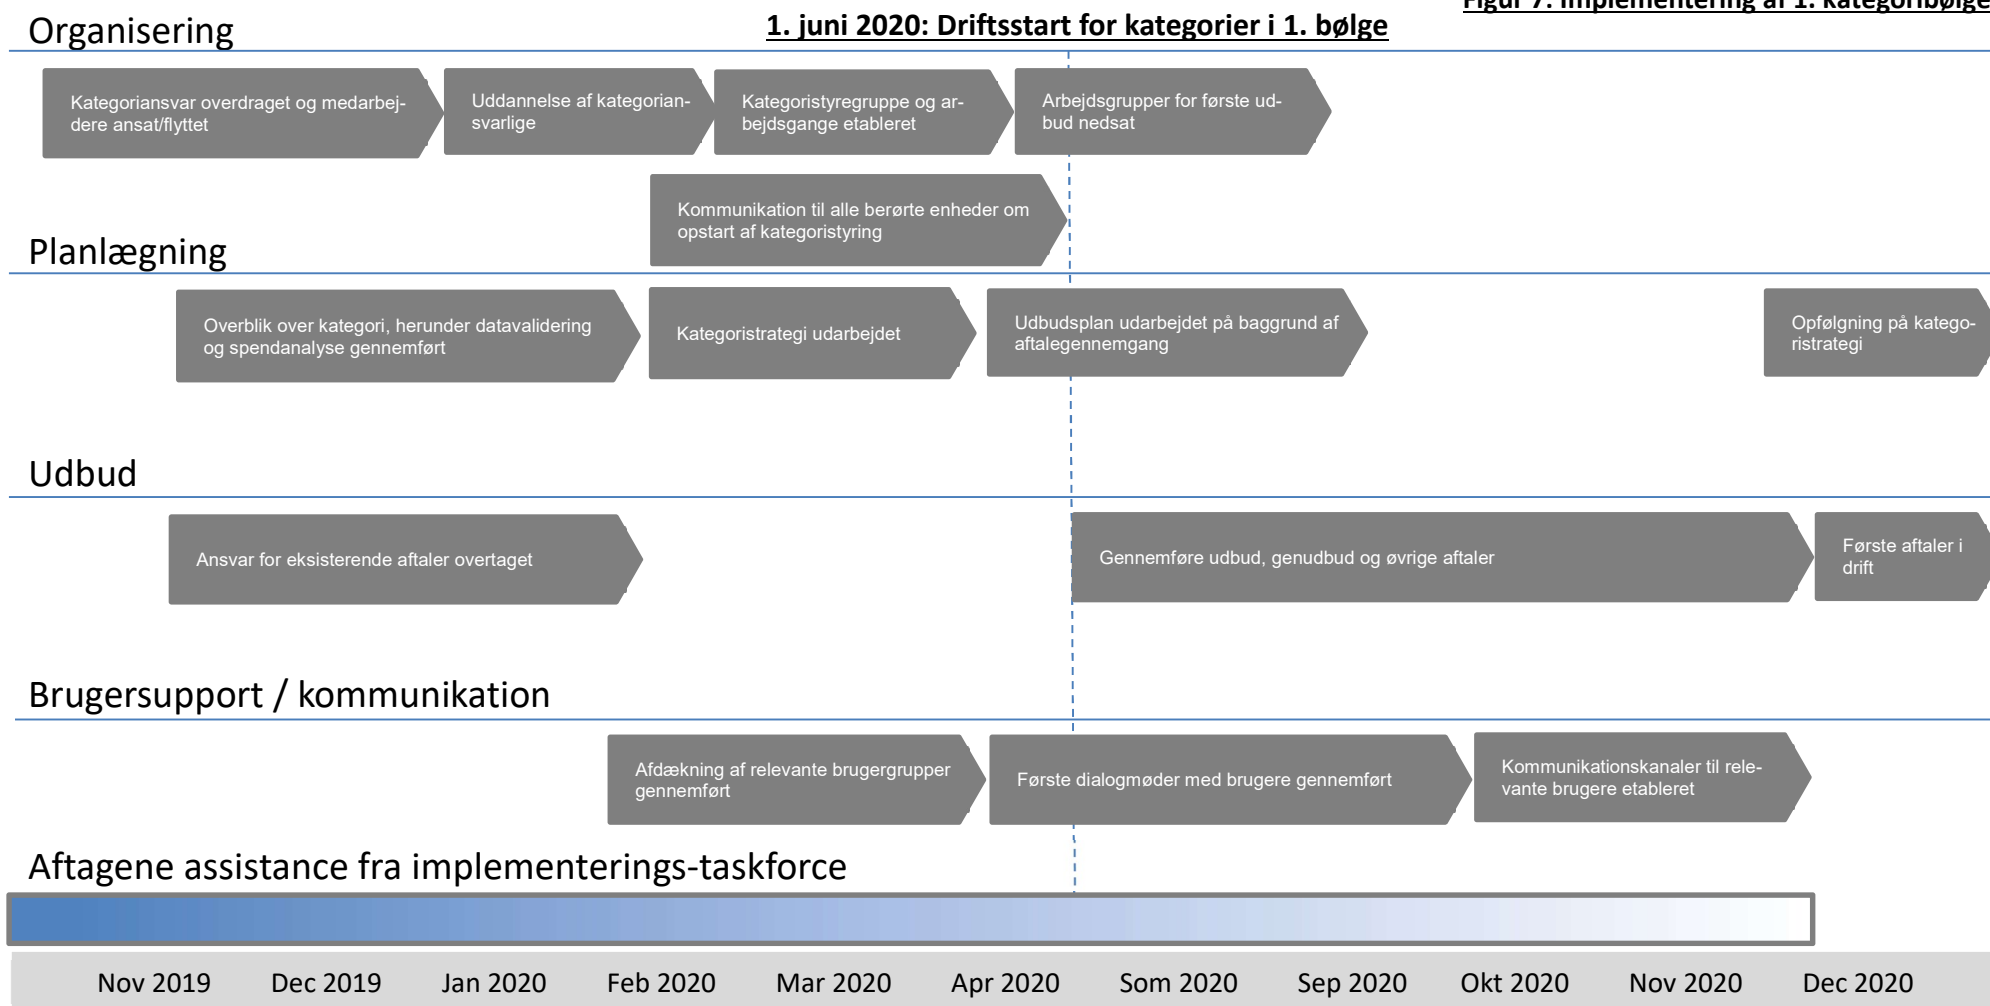 Figur 7: Implementering af 1. kategoribølge
1. juni 2020: Driftsstart for kategorier i 1. bølge
Organisering
Kategoriansvar overdraget og medarbej-
dere ansat/flyttet
Uddannelse af kategorian-
svarlige
Kategoristyregruppe og ar-
bejdsgange etableret
Arbejdsgrupper for første ud-
bud nedsat
Kommunikation til alle berørte enheder om
opstart af kategoristyring
Planlægning
Overblik over kategori, herunder datavalidering
og spendanalyse gennemført
Kategoristrategi udarbejdet
Udbudsplan udarbejdet på baggrund af
aftalegennemgang
Opfølgning på katego-
ristrategi
Udbud
Ansvar for eksisterende aftaler overtaget
Gennemføre udbud, genudbud og øvrige aftaler
Første aftaler i
drift
Brugersupport / kommunikation
Afdækning af relevante brugergrupper
gennemført
Første dialogmøder med brugere gennemført
Kommunikationskanaler til rele-
vante brugere etableret
Aftagene assistance fra implementerings-taskforce
Nov 2019 Dec 2019 Jan 2020 Feb 2020 Mar 2020 Apr 2020 Som 2020 Sep 2020 Okt 2020 Nov 2020 Dec 2020